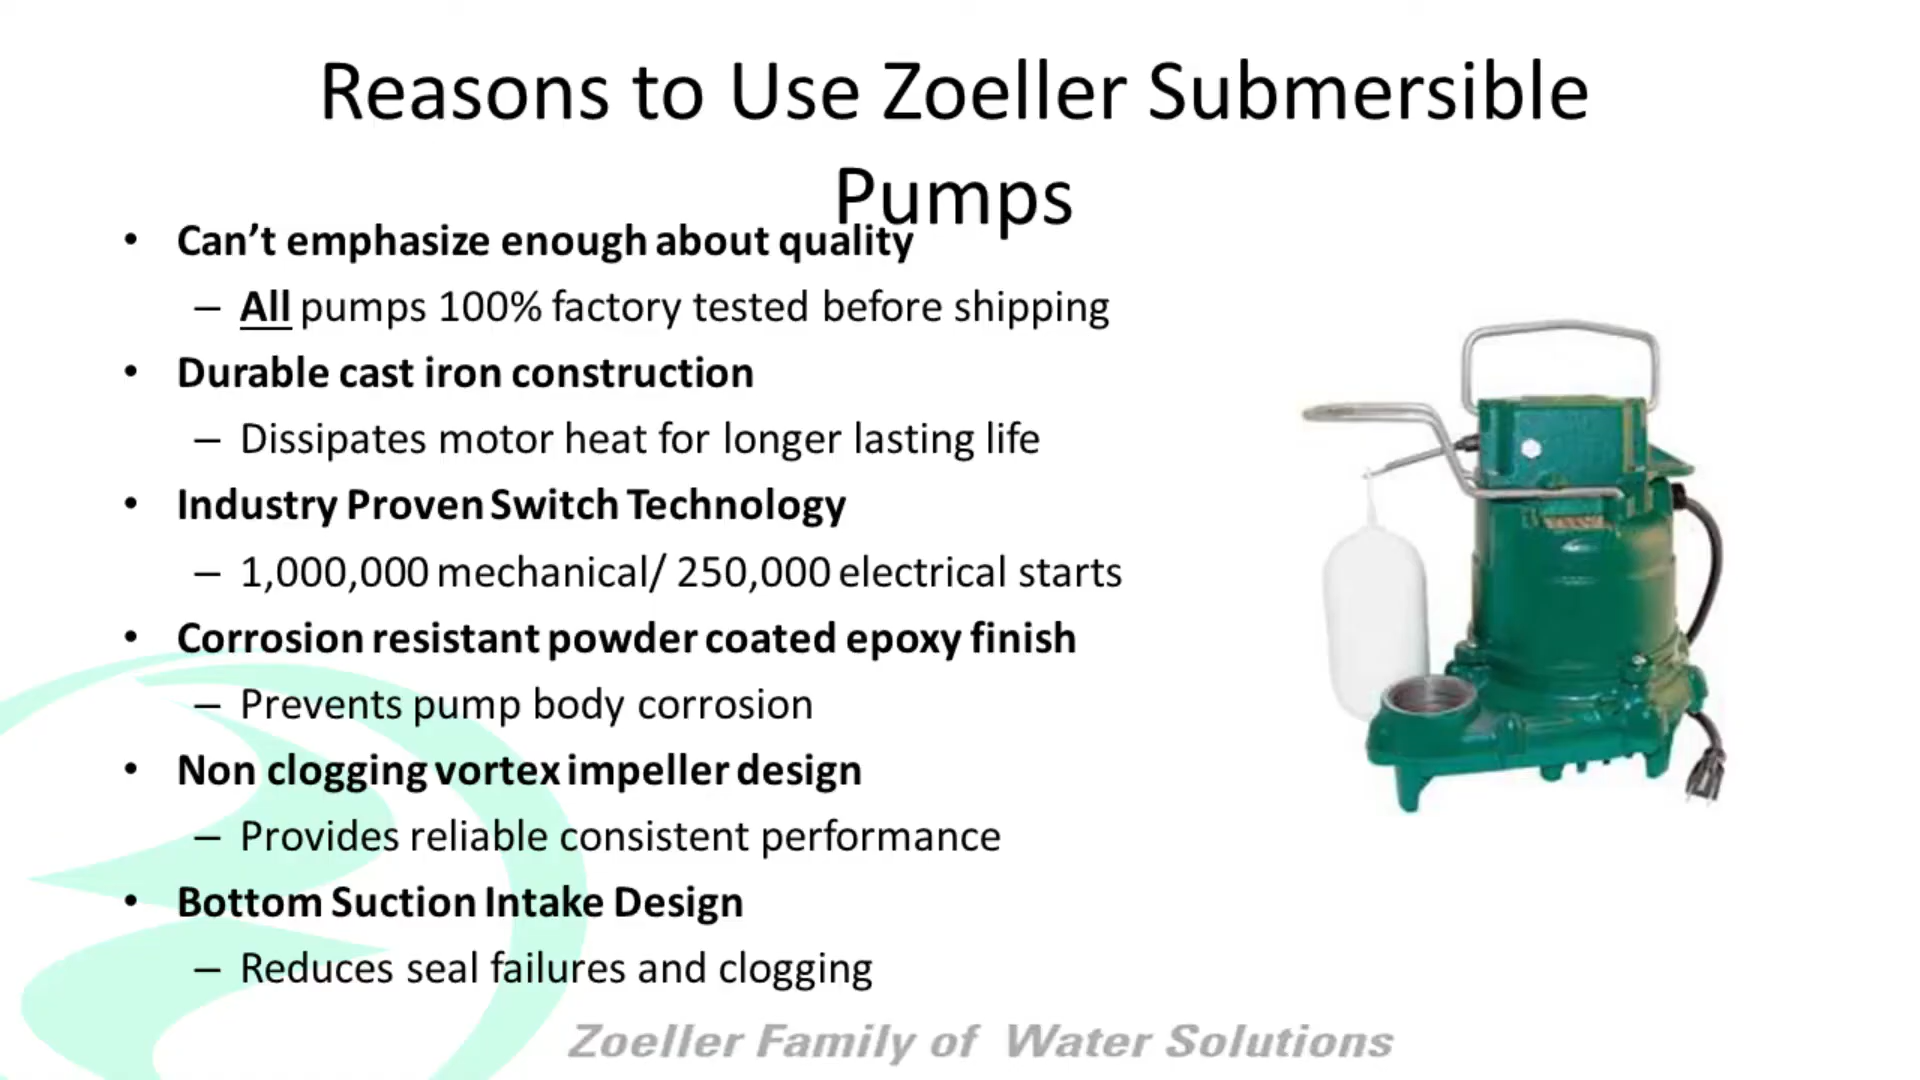 Reasons to Use Zoeller Submersible
Pumps
• Can’t emphasize enough about quality
– All pumps 100% factory tested before shipping
• Durable cast iron construction
– Dissipates motor heat for longer lasting life
• Industry Proven Switch Technology
– 1,000,000 mechanical/ 250,000 electrical starts
• Corrosion resistant powder coated epoxy finish
– Prevents pump body corrosion
• Non clogging vortex impeller design
– Provides reliable consistent performance
• Bottom Suction Intake Design
– Reduces seal failures and clogging
Zoeller Family of Water Solutions